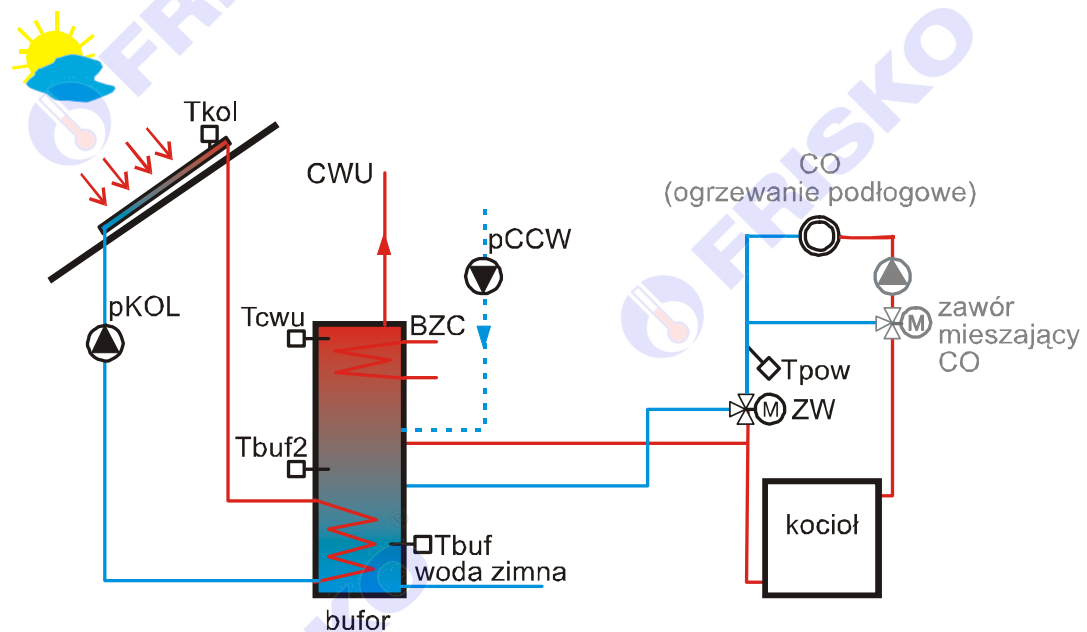 FRISKO
Tkol
CWU
pCCW
CO
(ogrzewanie podłogowe)
FRISKO
pKOL
Tcwu
BZC
zawór
mieszający
CO
M
Tpow
M
ZW
Tbuf2
kocioł
Tbuf
woda zimna
bufor